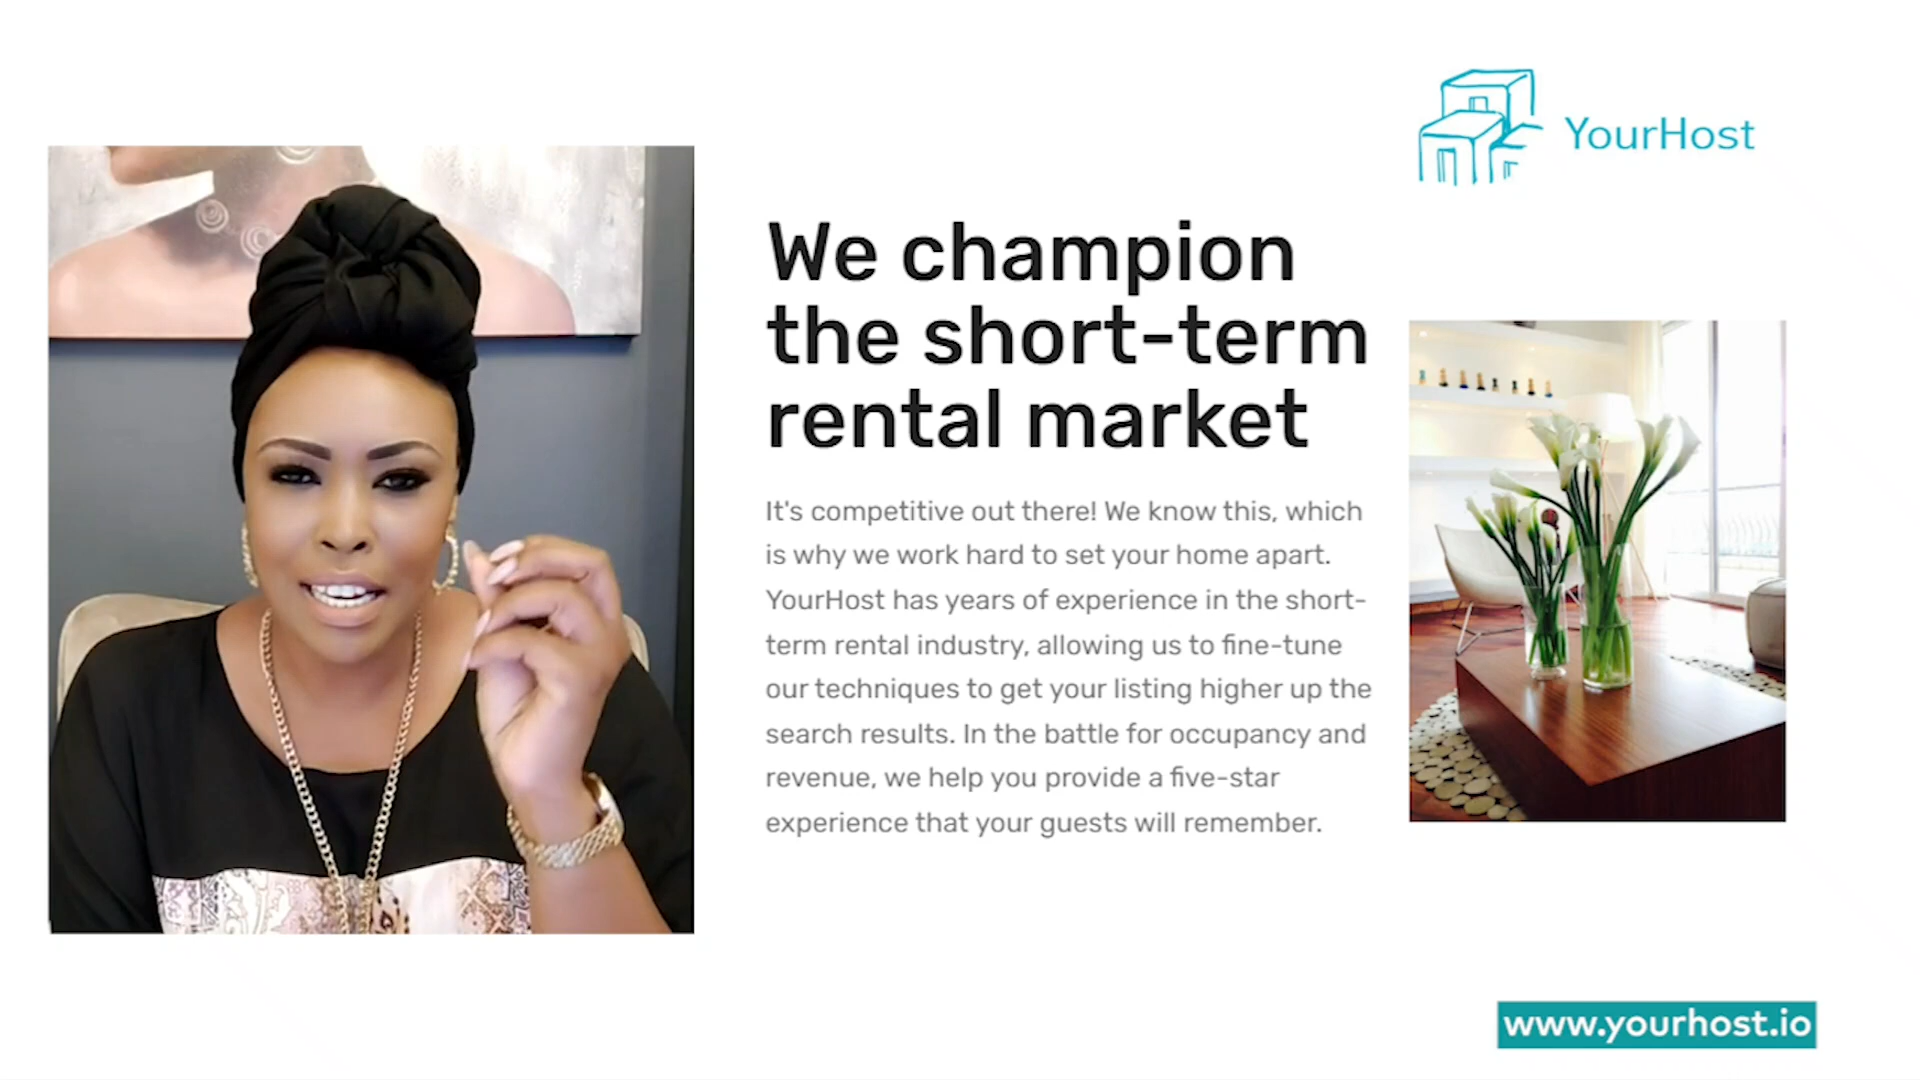 YourHost
We champion
the short-term
rental market
It's competitive out there! We know this, which
is why we work hard to set your home apart.
YourHost has years of experience in the short-
term rental industry, allowing us to fine-tune
our techniques to get your listing higher up the
search results. In the battle for occupancy and
revenue, we help you provide a five-star
experience that your guests will remember.
www.yourhost.io